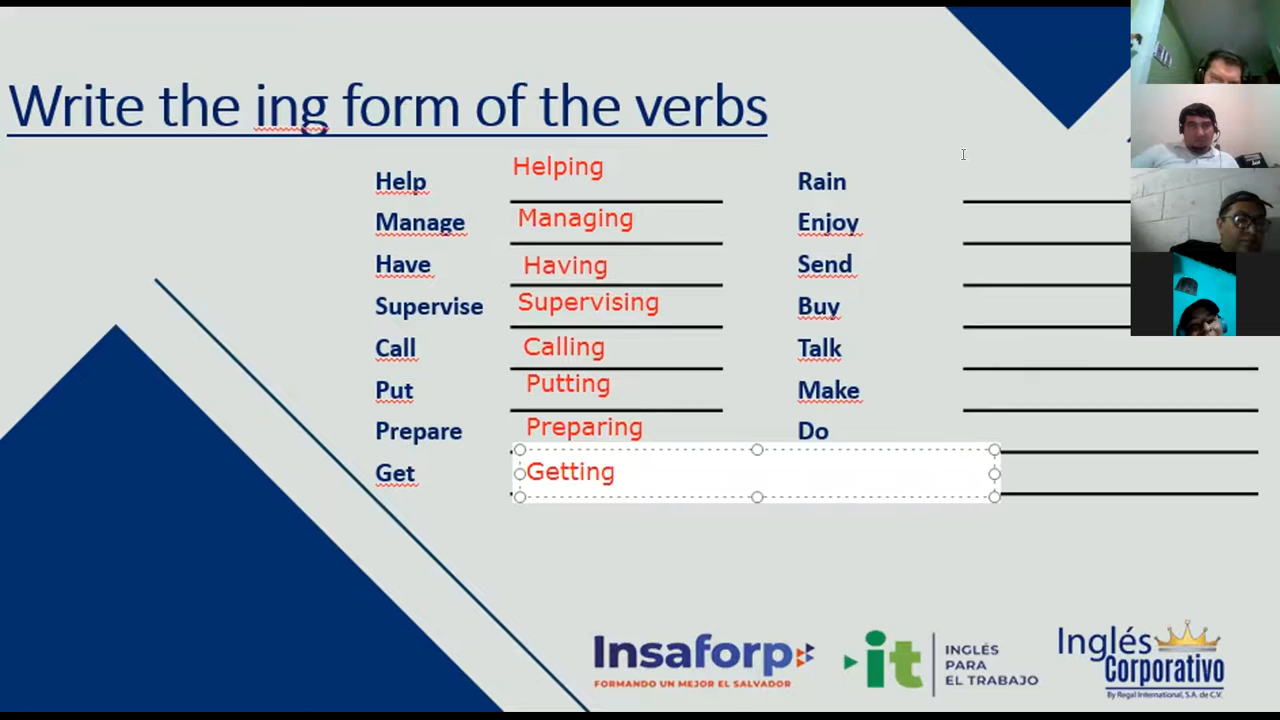 Write the ing form of the verbs
Help Helping
Manage Managing
Have Having
Supervise Supervising
Call Calling
Put Putting
Prepare Preparing
Get Getting
Rain
Enjoy
Send
Buy
Talk
Make
Do
Insaforp
FORMANDO UN MEJOR EL SALVADOR
it
INGLÉS
PARA
EL TRABAJO
Inglés
Corporativo
By Regal International, S.A. de C.V.